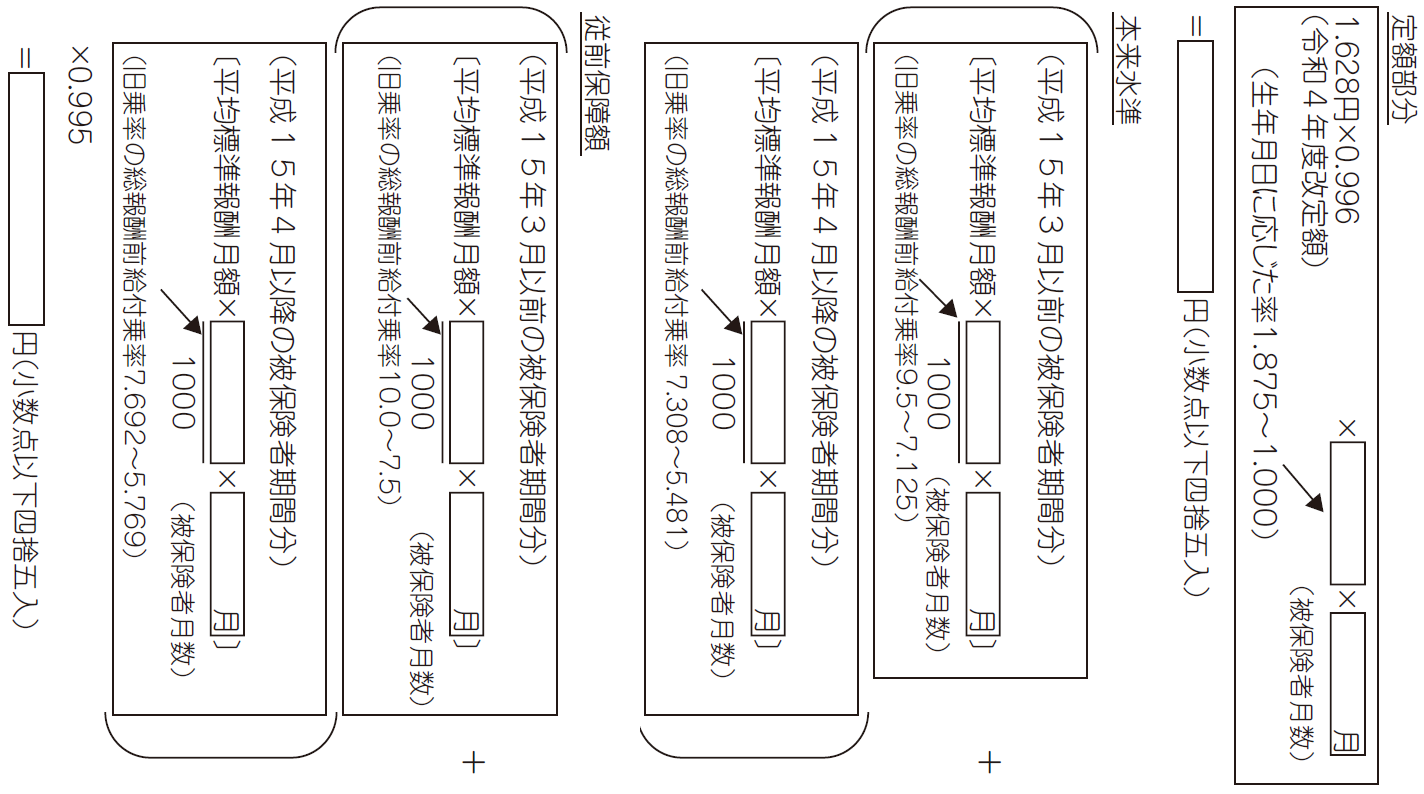 定額部分
1.628円×0.996 × ×月
(令和4年度改定額)
(被保険者月数)
(生年月日に応じた率1.875~1.000)
= 円(小数点以下四捨五入)
本来水準
(平成15年3月以前の被保険者期間分)
〔平均標準報酬月額× × 月〕 +
1000 (被保険者月数)
(旧乗率の総報酬前給付乗率9.5~7.125)
(平成15年4月以降の被保険者期間分)
〔平均標準報酬月額× × 月〕
1000 (被保険者月数)
(旧乗率の総報酬前給付乗率 7.308~5.481)
従前保障額
(平成15年3月以前の被保険者期間分)
〔平均標準報酬月額× × 月〕 +
1000 (被保険者月数)
(旧乗率の総報酬前給付乗率10.0~7.5)
(平成15年4月以降の被保険者期間分)
〔平均標準報酬月額× × 月〕
1000 (被保険者月数)
(旧乗率の総報酬前給付乗率7.692~5.769)
×0.995
= 円(小数点以下四捨五入)